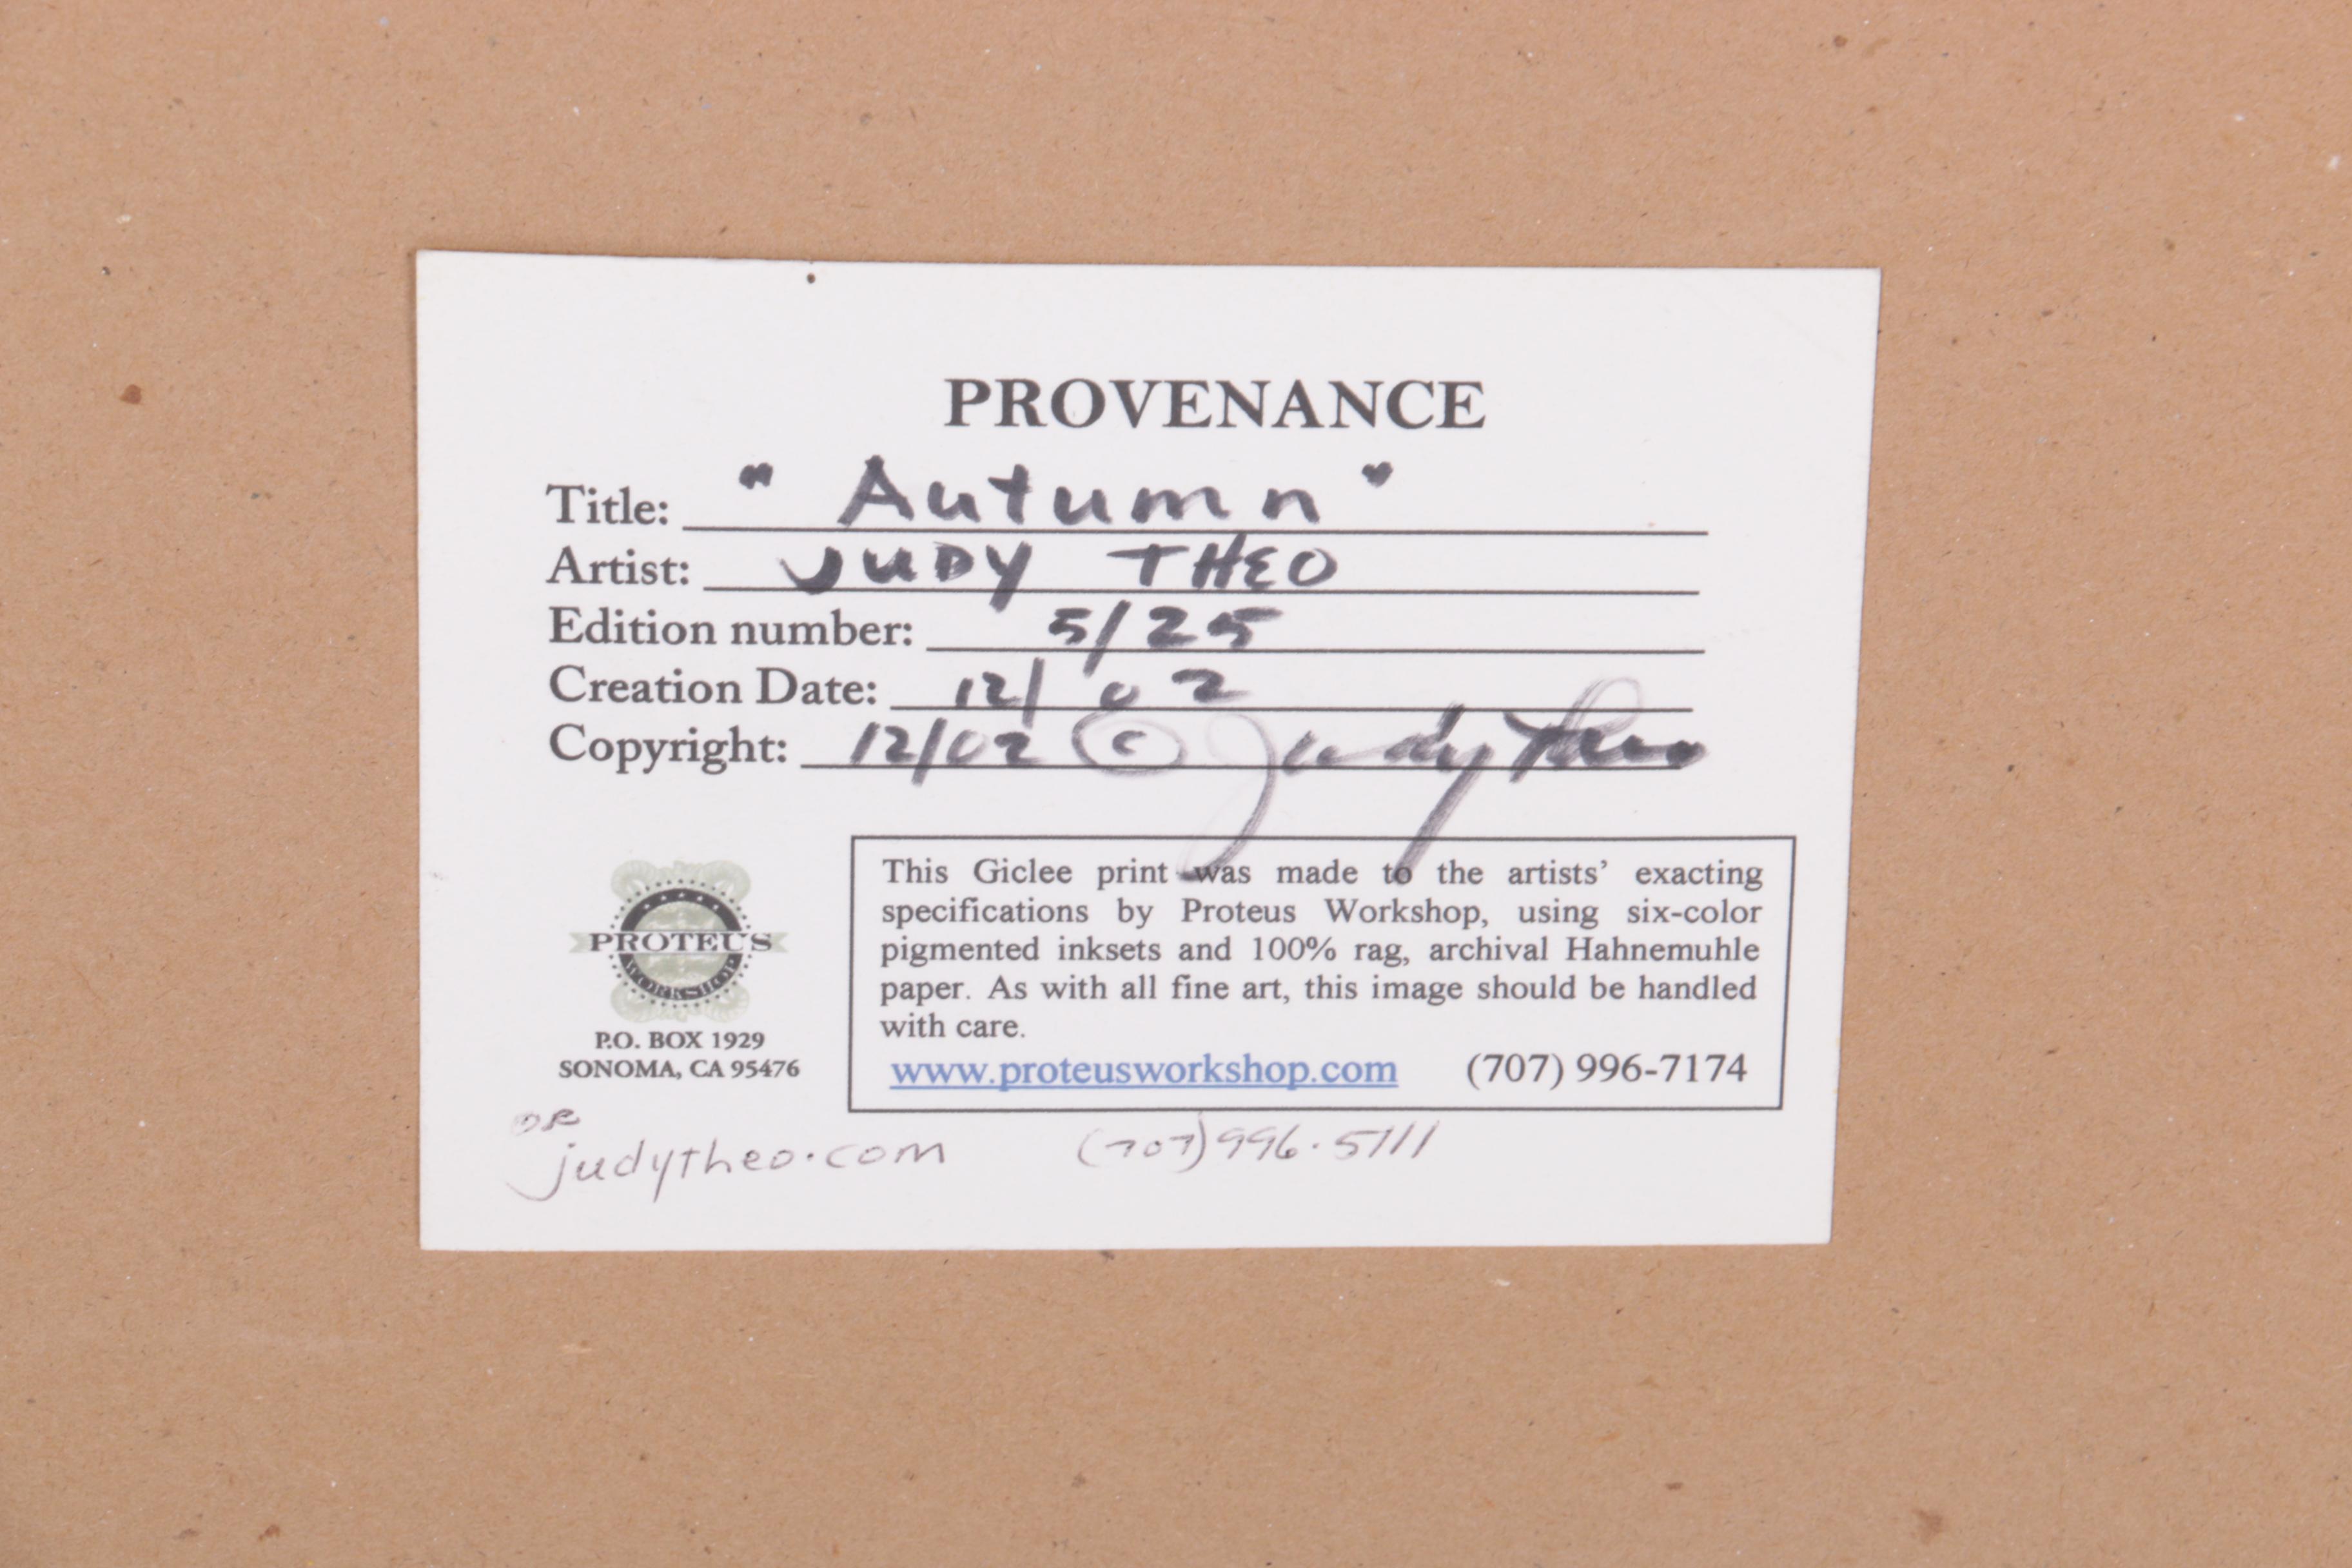 PROVENANCE
Title: "Autumn"
Artist: JUDY THEO
Edition number: 5/25
Creation Date: 12/02
Copyright: 12/02 © Judy Theo
PROTEUS
WORKSHOP
P.O. BOX 1929
SONOMA, CA 95476
This Giclee print was made to the artists' exacting
specifications by Proteus Workshop, using six-color
pigmented inksets and 100% rag, archival Hahnemuhle
paper. As with all fine art, this image should be handled
with care.
www.proteusworkshop.com (707) 996-7174
OR
judytheo.com (707) 996.5111